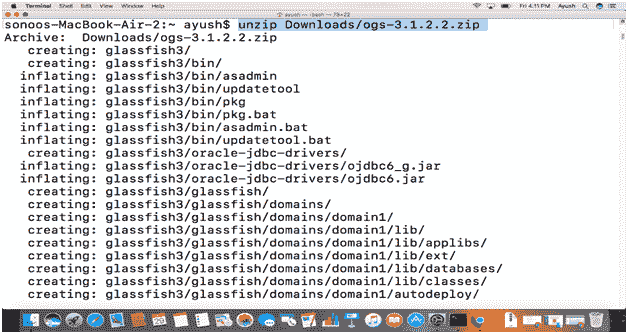 Terminal Shell Edit View Window Help Fri 4:11 PM Ayush
ayush — -bash — 78×22
sonoos-MacBook-Air-2:~ ayush$ unzip Downloads/ogs-3.1.2.2.zip
Archive:  Downloads/ogs-3.1.2.2.zip
creating: glassfish3/
creating: glassfish3/bin/
inflating: glassfish3/bin/asadmin
inflating: glassfish3/bin/updatetool
inflating: glassfish3/bin/pkg
inflating: glassfish3/bin/pkg.bat
inflating: glassfish3/bin/asadmin.bat
inflating: glassfish3/bin/updatetool.bat
creating: glassfish3/oracle-jdbc-drivers/
inflating: glassfish3/oracle-jdbc-drivers/ojdbc6_g.jar
inflating: glassfish3/oracle-jdbc-drivers/ojdbc6.jar
creating: glassfish3/glassfish/
creating: glassfish3/glassfish/domains/
creating: glassfish3/glassfish/domains/domain1/
creating: glassfish3/glassfish/domains/domain1/lib/
creating: glassfish3/glassfish/domains/domain1/lib/applibs/
creating: glassfish3/glassfish/domains/domain1/lib/ext/
creating: glassfish3/glassfish/domains/domain1/lib/databases/
creating: glassfish3/glassfish/domains/domain1/lib/classes/
creating: glassfish3/glassfish/domains/domain1/autodeploy/